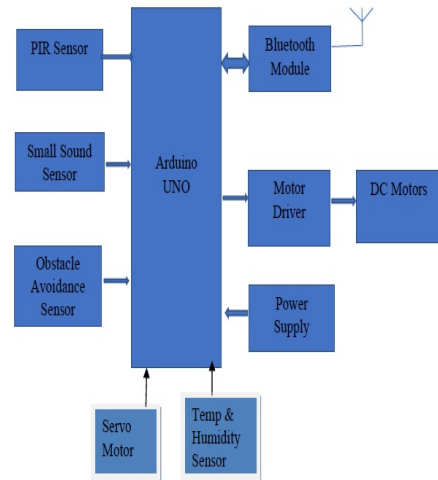 PIR Sensor
Bluetooth
Module
Small Sound
Sensor
Arduino
UNO
Motor
Driver
DC Motors
Obstacle
Avoidance
Sensor
Power
Supply
Servo
Motor
Temp &
Humidity
Sensor